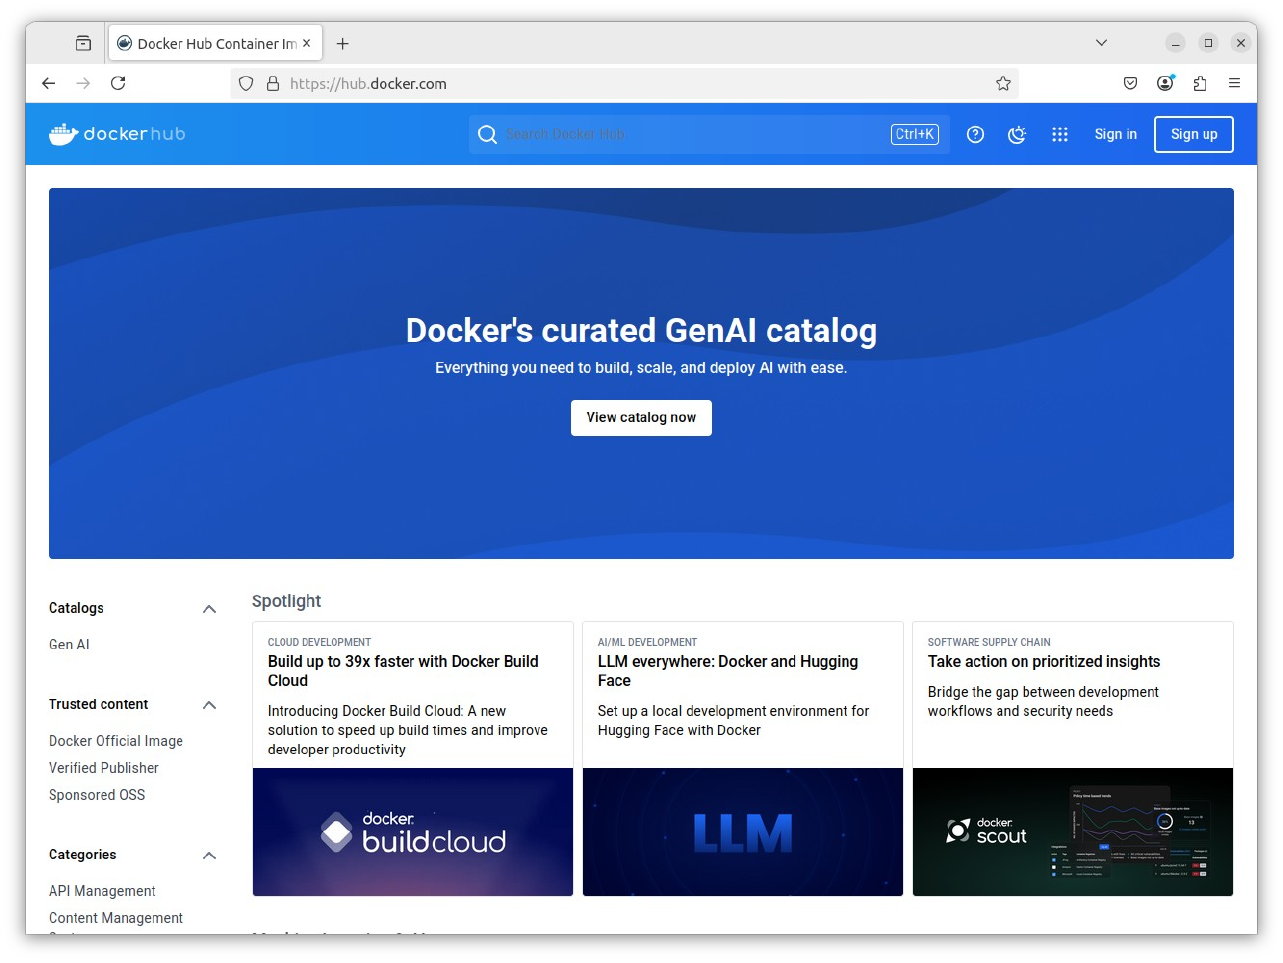 Docker Hub Container Im
https://hub.docker.com
dockerhub
Search Docker Hub
Ctrl+K
Sign in
Sign up
Docker's curated GenAI catalog
Everything you need to build, scale, and deploy AI with ease.
View catalog now
Catalogs
Gen AI
Trusted content
Docker Official Image
Verified Publisher
Sponsored OSS
Categories
API Management
Content Management
Spotlight
CLOUD DEVELOPMENT
Build up to 39x faster with Docker Build
Cloud
Introducing Docker Build Cloud: A new
solution to speed up build times and improve
developer productivity
docker
buildcloud
AI/ML DEVELOPMENT
LLM everywhere: Docker and Hugging
Face
Set up a local development environment for
Hugging Face with Docker
LLM
SOFTWARE SUPPLY CHAIN
Take action on prioritized insights
Bridge the gap between development
workflows and security needs
docker
scout